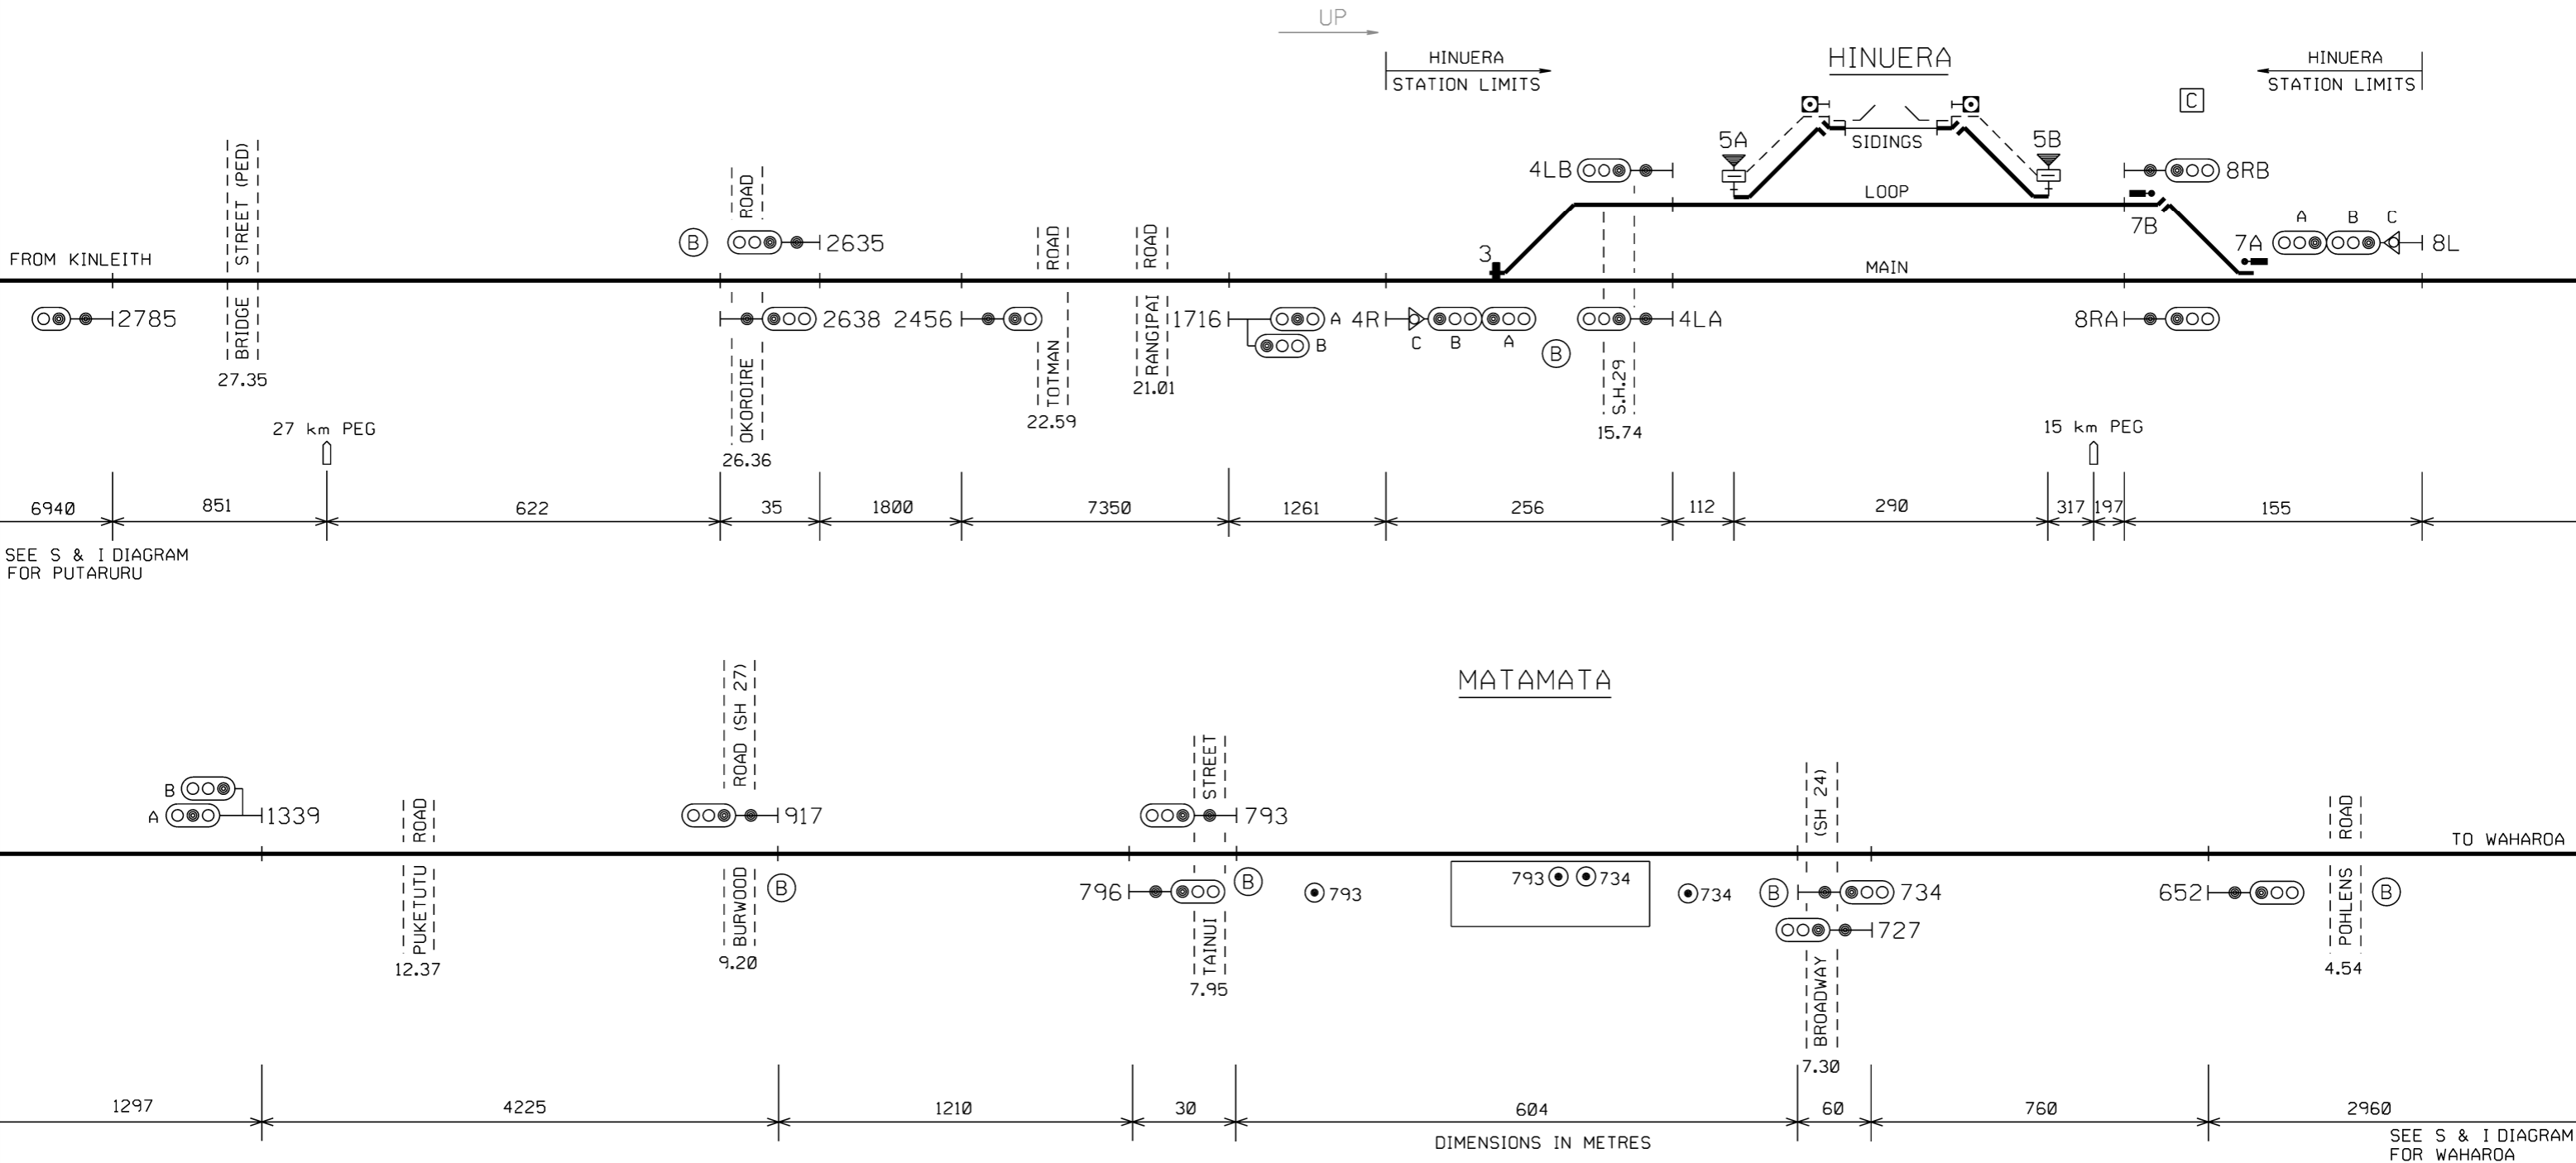 UP
HINUERA
STATION LIMITS
HINUERA
HINUERA
STATION LIMITS
C
5A
SIDINGS
5B
4LB
8RB
LOOP
7B
A B C
7A
8L
BRIDGE STREET (PED)
27.35
OKOROIRE ROAD
26.36
B
2635
TOTMAN ROAD
22.59
RANGIPAI ROAD
21.01
FROM KINLEITH
3
MAIN
2785
2638
2456
1716
A
B
4R
C B A
B
4LA
8RA
S.H.29
15.74
27 km PEG
15 km PEG
6940
851
622
35
1800
7350
1261
256
112
290
317
197
155
SEE S & I DIAGRAM
FOR PUTARURU
MATAMATA
B
A
1339
PUKETUTU ROAD
12.37
BURWOOD ROAD (SH 27)
9.20
917
B
TAINUI STREET
7.95
793
796
B
793
793
734
734
B
734
727
BROADWAY (SH 24)
7.30
652
POHLENS ROAD
4.54
B
TO WAHAROA
1297
4225
1210
30
604
60
760
2960
DIMENSIONS IN METRES
SEE S & I DIAGRAM
FOR WAHAROA